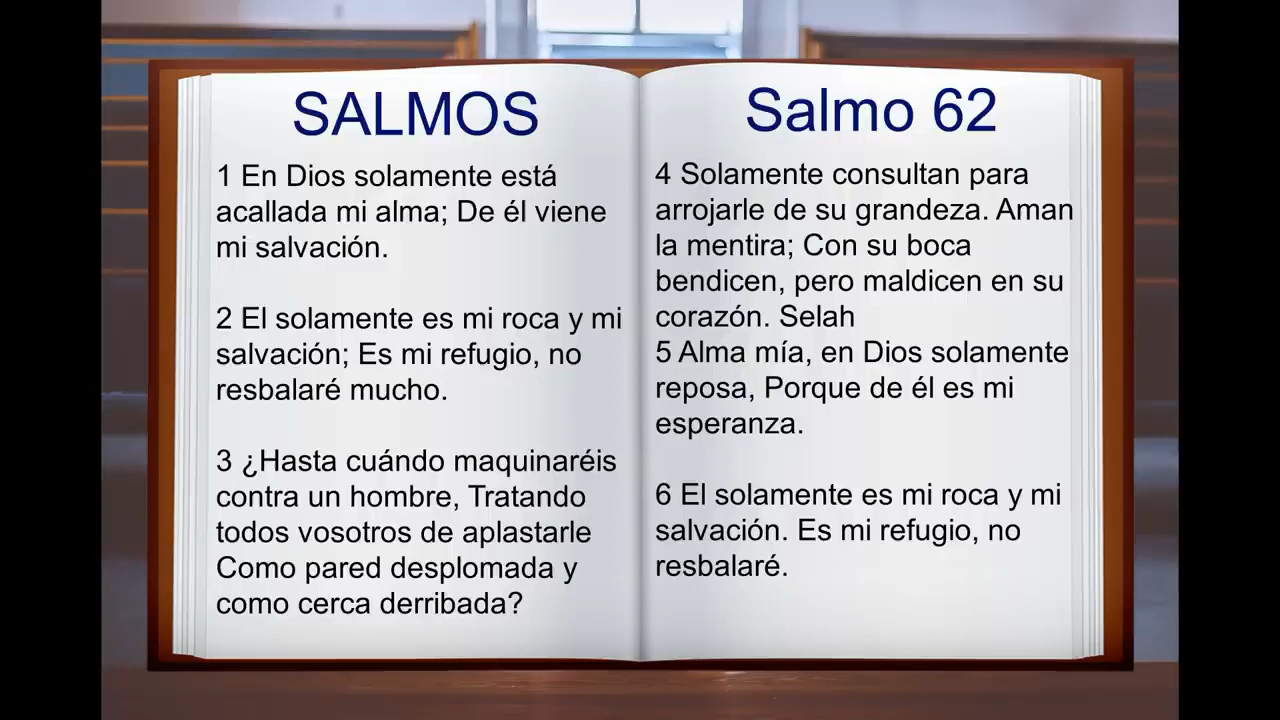 SALMOS
1 En Dios solamente está
acallada mi alma; De él viene
mi salvación.
2 El solamente es mi roca y mi
salvación; Es mi refugio, no
resbalaré mucho.
3 ¿Hasta cuándo maquinaréis
contra un hombre, Tratando
todos vosotros de aplastarle
Como pared desplomada y
como cerca derribada?
Salmo 62
4 Solamente consultan para
arrojarle de su grandeza. Aman
la mentira; Con su boca
bendicen, pero maldicen en su
corazón. Selah
5 Alma mía, en Dios solamente
reposa, Porque de él es mi
esperanza.
6 El solamente es mi roca y mi
salvación. Es mi refugio, no
resbalaré.